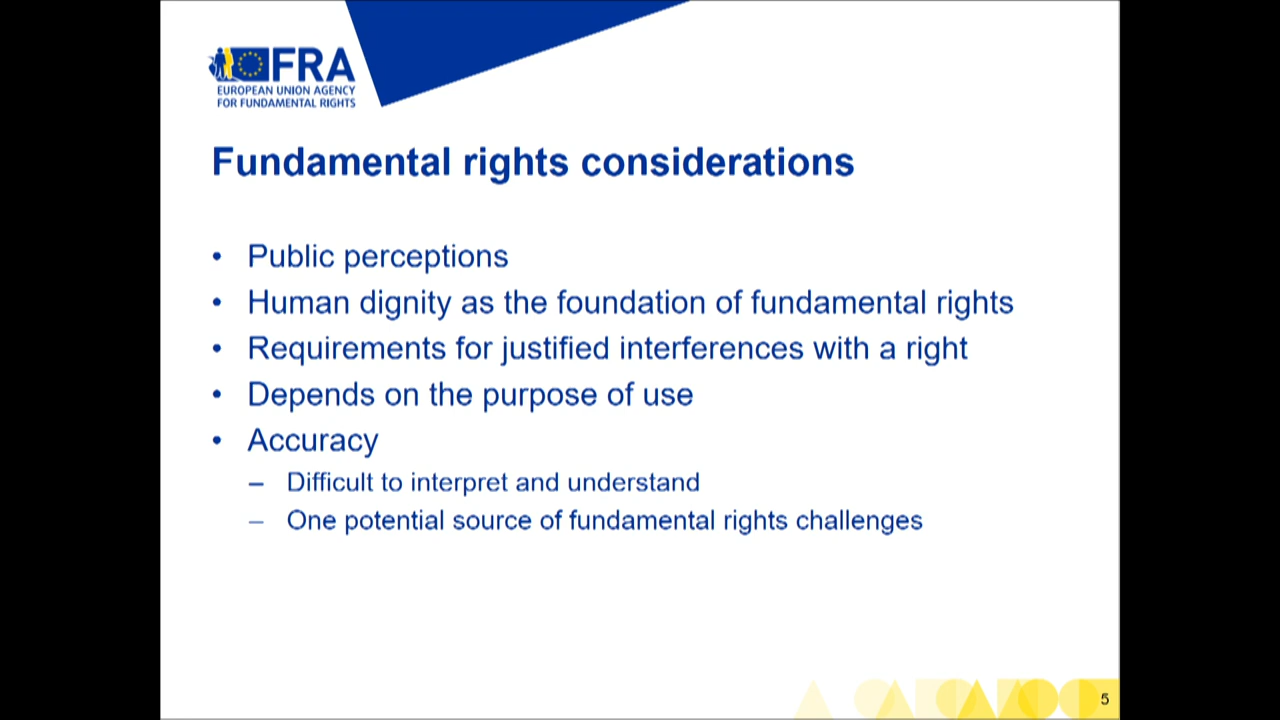 FRA
EUROPEAN UNION AGENCY
FOR FUNDAMENTAL RIGHTS
Fundamental rights considerations
• Public perceptions
• Human dignity as the foundation of fundamental rights
• Requirements for justified interferences with a right
• Depends on the purpose of use
• Accuracy
– Difficult to interpret and understand
– One potential source of fundamental rights challenges
5